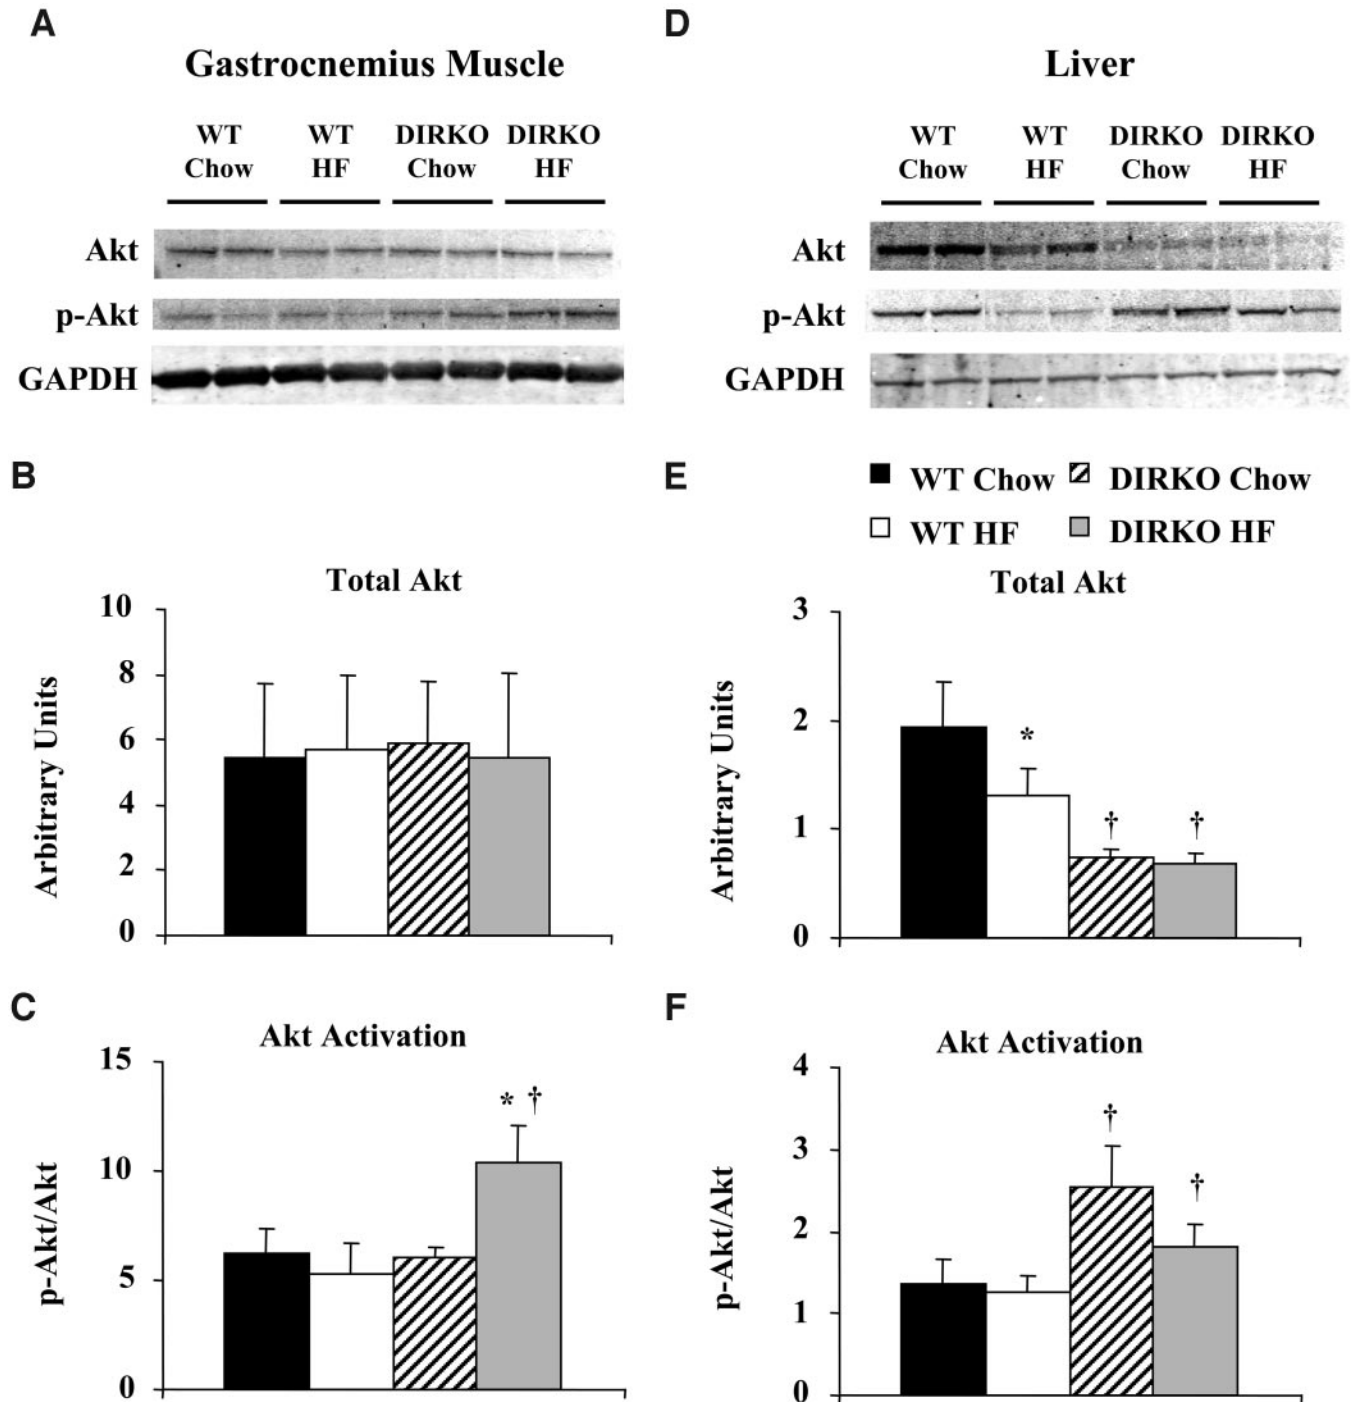 A
Gastrocnemius Muscle
WT WT DIRKO DIRKO
Chow HF Chow HF
Akt
p-Akt
GAPDH
D
Liver
WT WT DIRKO DIRKO
Chow HF Chow HF
Akt
p-Akt
GAPDH
B
Total Akt
Arbitrary Units
10
8
6
4
2
0
E
WT Chow DIRKO Chow
WT HF DIRKO HF
Total Akt
Arbitrary Units
3
2
1
0
*
†
†
C
Akt Activation
p-Akt/Akt
15
10
5
0
* †
F
Akt Activation
p-Akt/Akt
4
3
2
1
0
†
†